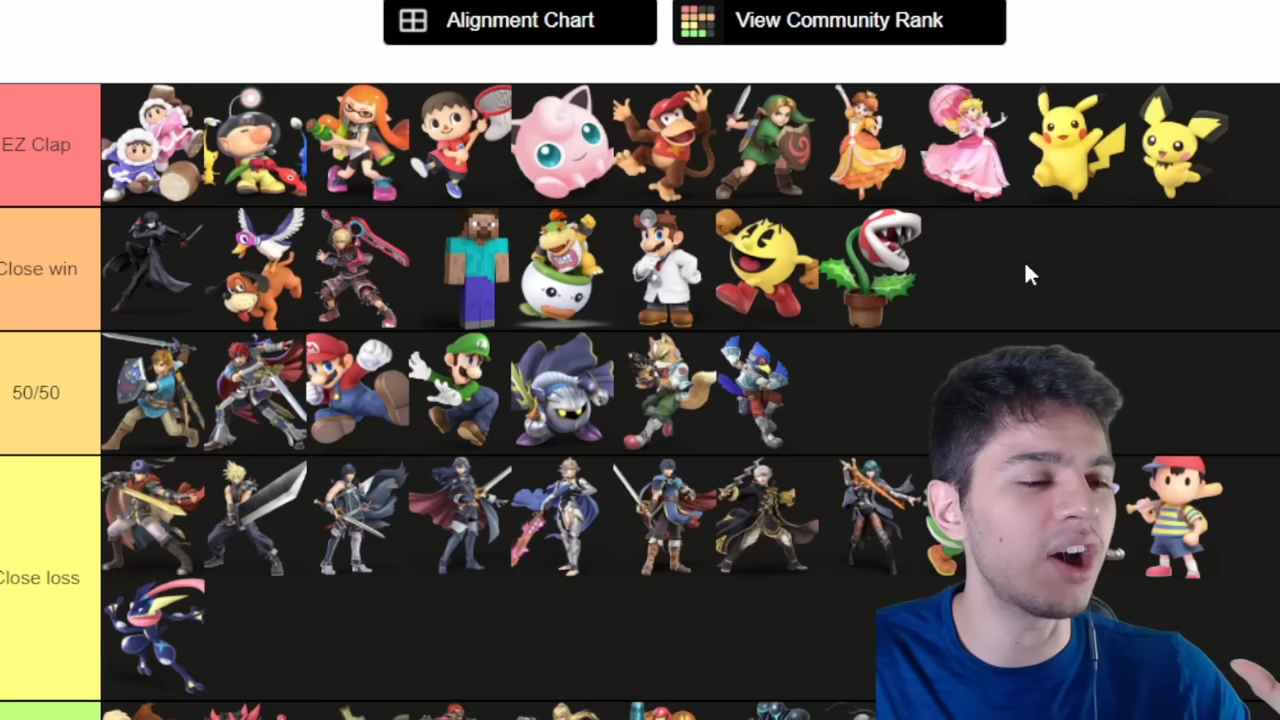 Alignment Chart
View Community Rank
EZ Clap
Close win
50/50
Close loss